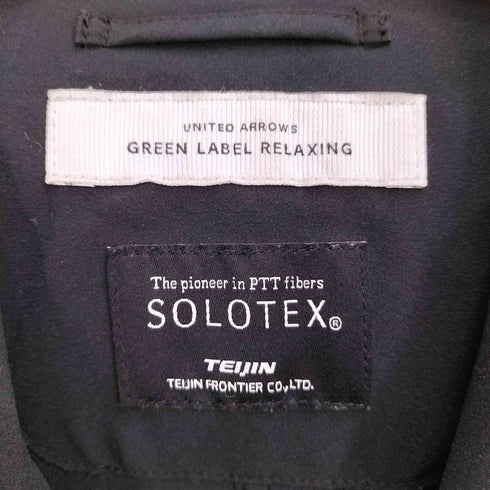 UNITED ARROWS
GREEN LABEL RELAXING
The pioneer in PTT fibers
SOLOTEX®
TEIJIN
TEIJIN FRONTIER CO.,LTD.